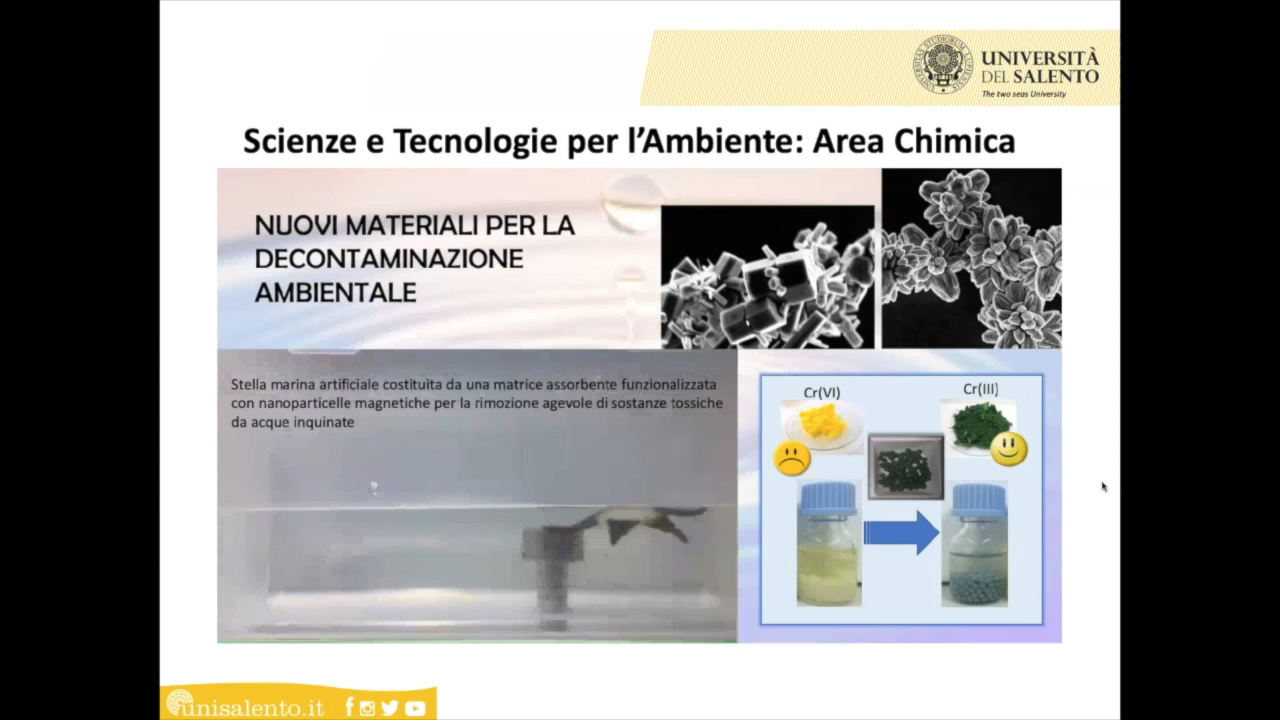 UNIVERSITÀ
DEL SALENTO
The two seas University
Scienze e Tecnologie per l'Ambiente: Area Chimica
NUOVI MATERIALI PER LA
DECONTAMINAZIONE
AMBIENTALE
Stella marina artificiale costituita da una matrice assorbente funzionalizzata
con nanoparticelle magnetiche per la rimozione agevole di sostanze tossiche
da acque inquinate
Cr(VI)
Cr(III)
unisalento.it